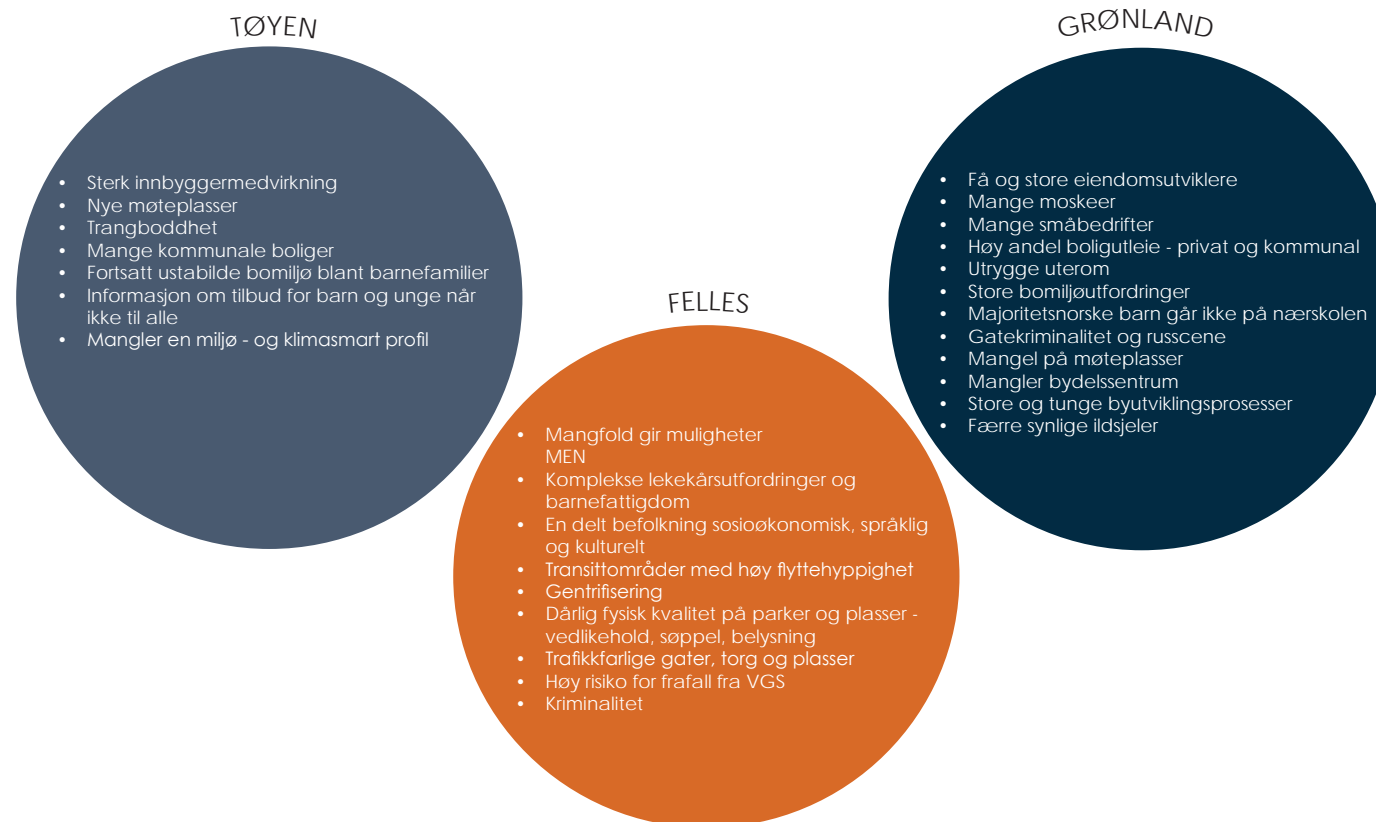 TØYEN
• Sterk innbyggermedvirkning
• Nye møteplasser
• Trangboddhet
• Mange kommunale boliger
• Fortsatt ustabilde bomiljø blant barnefamilier
• Informasjon om tilbud for barn og unge når
ikke til alle
• Mangler en miljø - og klimasmart profil
FELLES
• Mangfold gir muligheter
MEN
• Komplekse lekekårsutfordringer og
barnefattigdom
• En delt befolkning sosioøkonomisk, språklig
og kulturelt
• Transittområder med høy flyttehyppighet
• Gentrifisering
• Dårlig fysisk kvalitet på parker og plasser -
vedlikehold, søppel, belysning
• Trafikkfarlige gater, torg og plasser
• Høy risiko for frafall fra VGS
• Kriminalitet
GRØNLAND
• Få og store eiendomsutviklere
• Mange moskeer
• Mange småbedrifter
• Høy andel boligutleie - privat og kommunal
• Utrygge uterom
• Store bomiljøutfordringer
• Majoritetsnorske barn går ikke på nærskolen
• Gatekriminalitet og russcene
• Mangel på møteplasser
• Mangler bydelssentrum
• Store og tunge byutviklingsprosesser
• Færre synlige ildsjeler